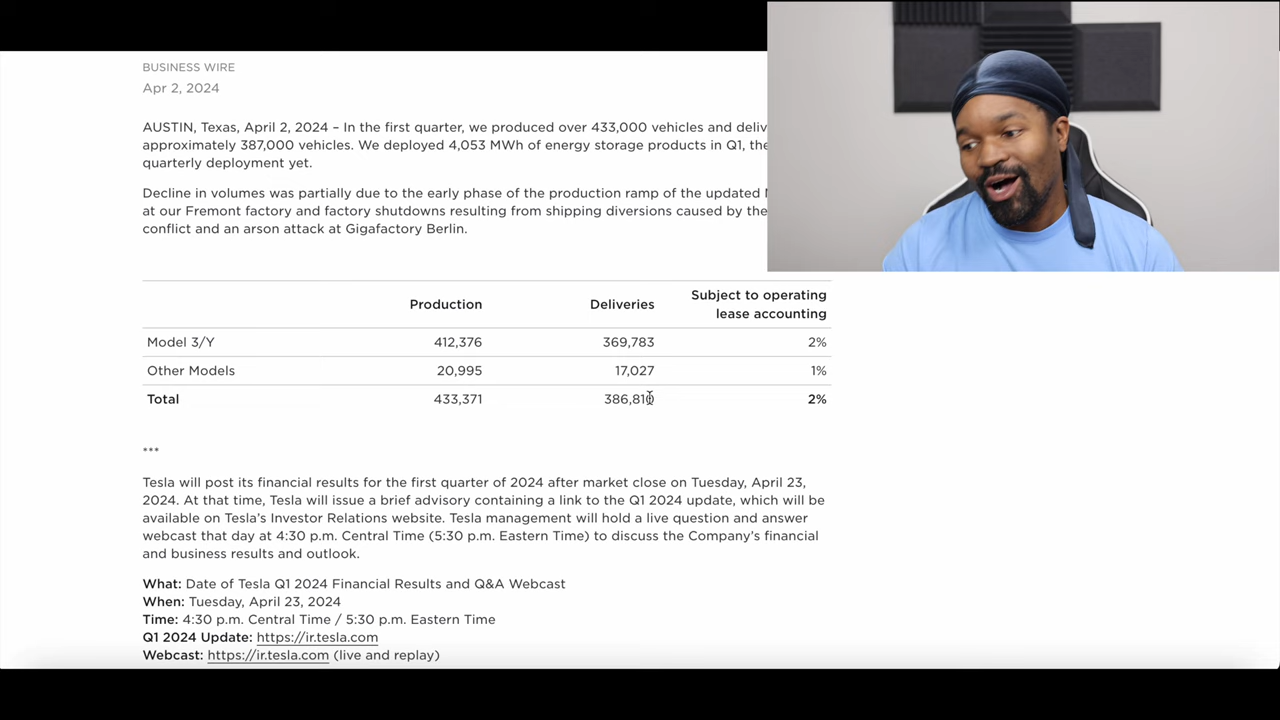 BUSINESS WIRE
Apr 2, 2024
AUSTIN, Texas, April 2, 2024 – In the first quarter, we produced over 433,000 vehicles and
approximately 387,000 vehicles. We deployed 4,053 MWh of energy storage products in Q1,
quarterly deployment yet.
Decline in volumes was partially due to the early phase of the production ramp of the updated
at our Fremont factory and factory shutdowns resulting from shipping diversions caused by the
conflict and an arson attack at Gigafactory Berlin.
Production Deliveries Subject to operating
lease accounting
Model 3/Y 412,376 369,783 2%
Other Models 20,995 17,027 1%
Total 433,371 386,810 2%
***
Tesla will post its financial results for the first quarter of 2024 after market close on Tuesday, April 23,
2024. At that time, Tesla will issue a brief advisory containing a link to the Q1 2024 update, which will be
available on Tesla’s Investor Relations website. Tesla management will hold a live question and answer
webcast that day at 4:30 p.m. Central Time (5:30 p.m. Eastern Time) to discuss the Company’s financial
and business results and outlook.
What: Date of Tesla Q1 2024 Financial Results and Q&A Webcast
When: Tuesday, April 23, 2024
Time: 4:30 p.m. Central Time / 5:30 p.m. Eastern Time
Q1 2024 Update: https://ir.tesla.com
Webcast: https://ir.tesla.com (live and replay)